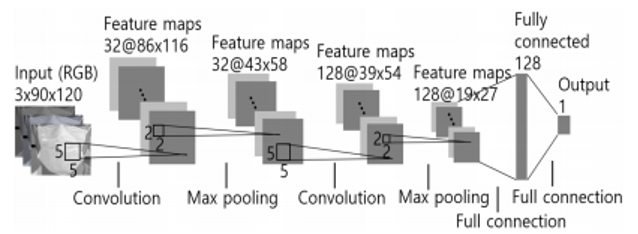 Input (RGB)
3x90x120
Feature maps
32@86x116
Feature maps
32@43x58
Feature maps
128@39x54
Feature maps
128@19x27
Fully
connected
128
Output
1
5
5
2
2
5
5
2
2
Convolution
Max pooling
Convolution
Max pooling
Full connection
Full connection